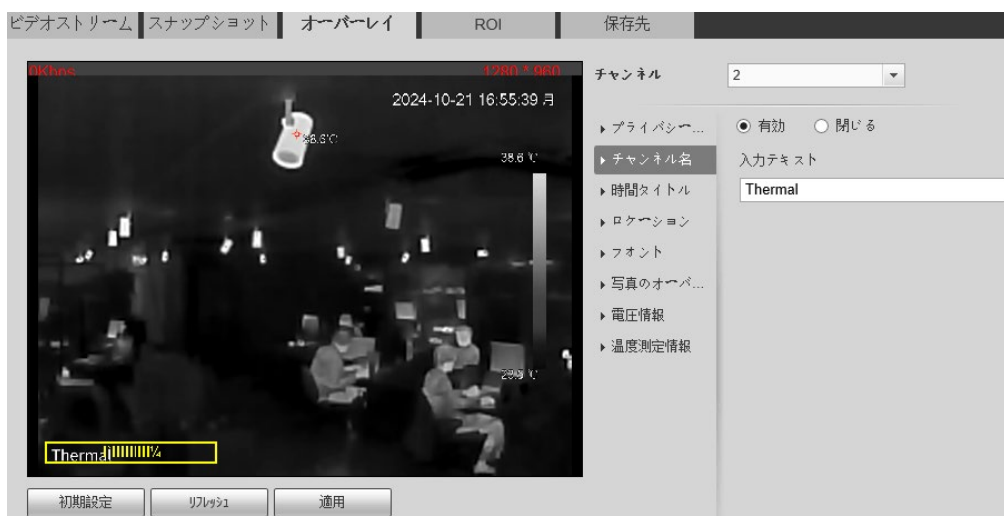 ビデオストリーム スナップショット オーバーレイ ROI 保存先
0Kbps 1280 * 960
2024-10-21 16:55:39 月
38.6℃
38.6 ℃
Thermal
初期設定 リフレッシュ 適用
チャンネル 2
プライバシー...
チャンネル名
時間タイトル
ロケーション
フォント
写真のオーバ...
電圧情報
温度測定情報
有効 閉じる
入力テキスト
Thermal